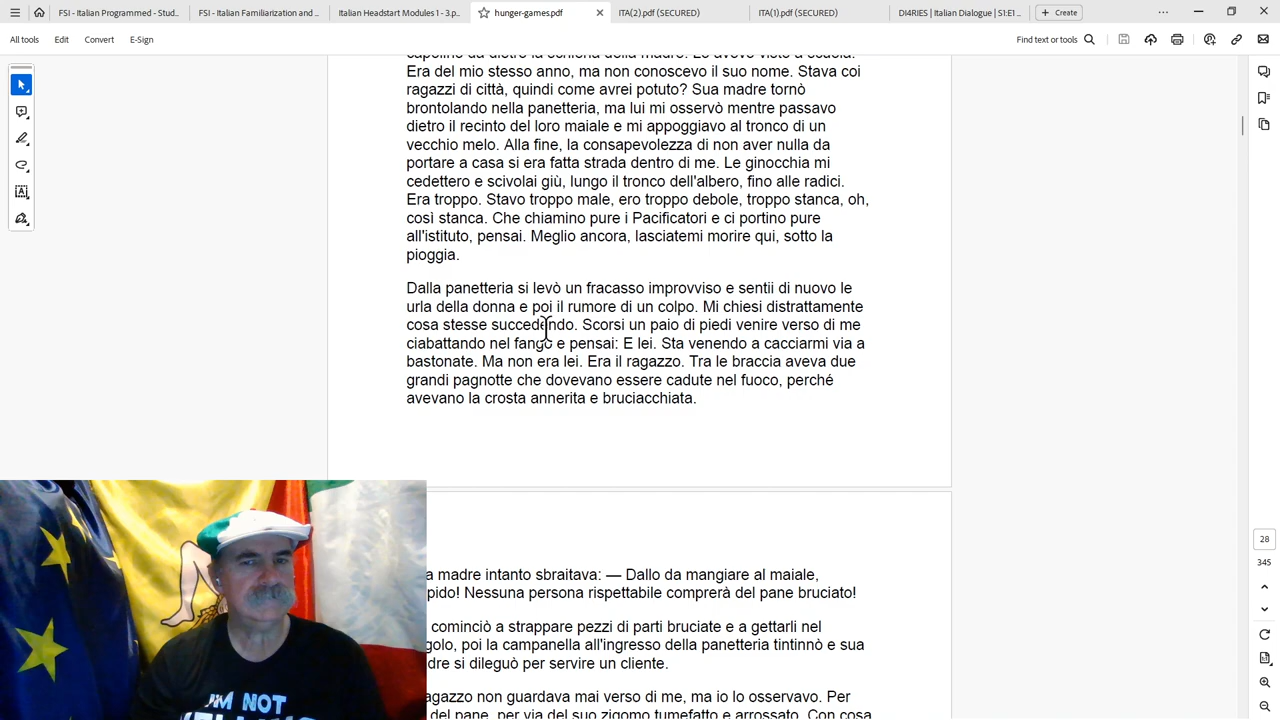 FSI - Italian Programmed - Stud...
FSI - Italian Familiarization and ...
Italian Headstart Modules 1 - 3.p...
hunger-games.pdf
ITA(2).pdf (SECURED)
ITA(1).pdf (SECURED)
DI4RIES | Italian Dialogue | S1:E1 ...
Create
All tools
Edit
Convert
E-Sign
Find text or tools
Era del mio stesso anno, ma non conoscevo il suo nome. Stava coi
ragazzi di città, quindi come avrei potuto? Sua madre tornò
brontolando nella panetteria, ma lui mi osservò mentre passavo
dietro il recinto del loro maiale e mi appoggiavo al tronco di un
vecchio melo. Alla fine, la consapevolezza di non aver nulla da
portare a casa si era fatta strada dentro di me. Le ginocchia mi
cedettero e scivolai giù, lungo il tronco dell'albero, fino alle radici.
Era troppo. Stavo troppo male, ero troppo debole, troppo stanca, oh,
così stanca. Che chiamino pure i Pacificatori e ci portino pure
all'istituto, pensai. Meglio ancora, lasciatemi morire qui, sotto la
pioggia.
Dalla panetteria si levò un fracasso improvviso e sentii di nuovo le
urla della donna e poi il rumore di un colpo. Mi chiesi distrattamente
cosa stesse succedendo. Scorsi un paio di piedi venire verso di me
ciabattando nel fango e pensai: E lei. Sta venendo a cacciarmi via a
bastonate. Ma non era lei. Era il ragazzo. Tra le braccia aveva due
grandi pagnotte che dovevano essere cadute nel fuoco, perché
avevano la crosta annerita e bruciacchiata.
28
345
a madre intanto sbraitava: — Dallo da mangiare al maiale,
pido! Nessuna persona rispettabile comprerà del pane bruciato!
cominciò a strappare pezzi di parti bruciate e a gettarli nel
golo, poi la campanella all'ingresso della panetteria tintinnò e sua
dre si dileguò per servire un cliente.
agazzo non guardava mai verso di me, ma io lo osservavo. Per
del pane, per via del suo zigomo tumefatto e arrossato. Con cosa
I'M NOT